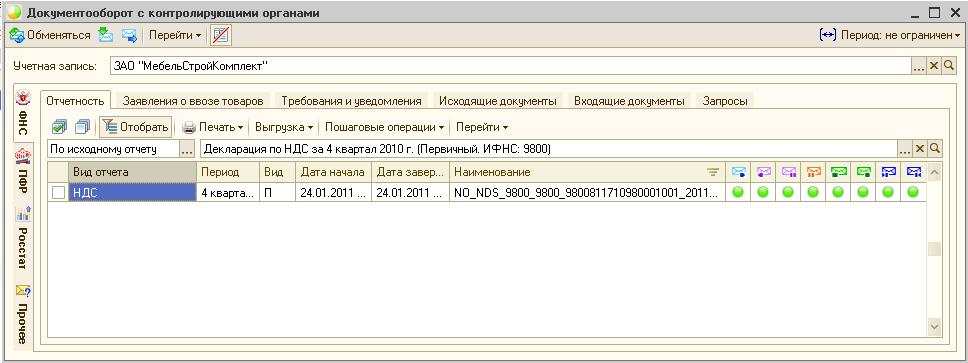 Документооборот с контролирующими органами
Обменяться Перейти Период: не ограничен
Учетная запись: ЗАО "МебельСтройКомплект"
ФНС
ПФР
Росстат
Прочее
Отчетность Заявления о ввозе товаров Требования и уведомления Исходящие документы Входящие документы Запросы
Отобрать Печать Выгрузка Пошаговые операции Перейти
По исходному отчету ... Декларация по НДС за 4 квартал 2010 г. (Первичный. ИФНС: 9800)
Вид отчета Период Вид Дата начала Дата завер... Наименование
НДС 4 кварта... П 24.01.2011 ... 24.01.2011 ... NO_NDS_9800_9800_9800811710980001001_2011...